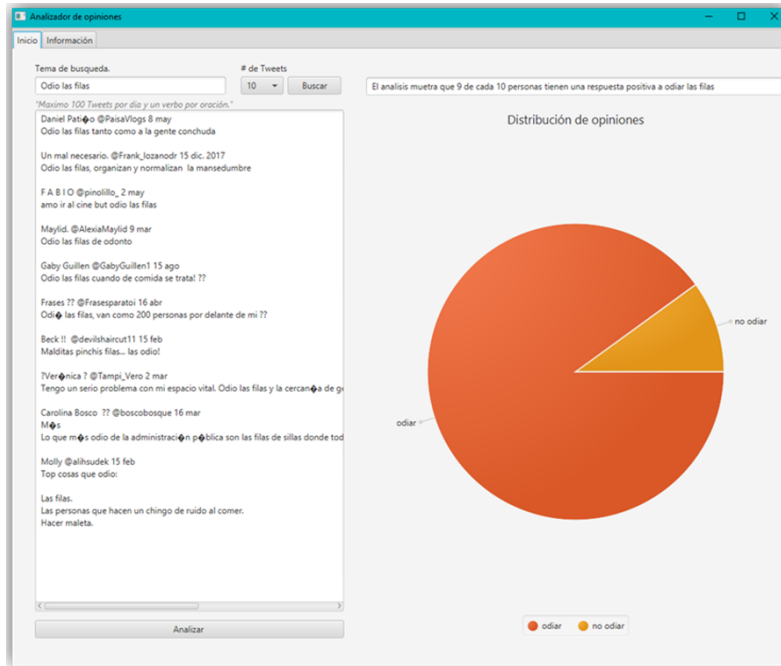 Analizador de opiniones
Inicio Información
Tema de busqueda.
# de Tweets
Odio las filas
10
Buscar
"Maximo 100 Tweets por dia y un verbo por oración."
Daniel Pati�o @PaisaVlogs 8 may
Odio las filas tanto como a la gente conchuda
Un mal necesario. @Frank_lozanodr 15 dic. 2017
Odio las filas, organizan y normalizan la mansedumbre
F A B I O @pinolillo_ 2 may
amo ir al cine but odio las filas
Maylid. @AlexiaMaylid 9 mar
Odio las filas de odonto
Gaby Guillen @GabyGuillen1 15 ago
Odio las filas cuando de comida se trata! ??
Frases ?? @Frasesparatoi 16 abr
Odi� las filas, van como 200 personas por delante de mi ??
Beck !! @devilshaircut11 15 feb
Malditas pinchis filas... las odio!
?Ver�nica ? @Tampi_Vero 2 mar
Tengo un serio problema con mi espacio vital. Odio las filas y la cercan�a de ge
Carolina Bosco ?? @boscobosque 16 mar
M�s
Lo que m�s odio de la administraci�n p�blica son las filas de sillas donde tod
Molly @alihsudek 15 feb
Top cosas que odio:
Las filas.
Las personas que hacen un chingo de ruido al comer.
Hacer maleta.
Analizar
El analisis muetra que 9 de cada 10 personas tienen una respuesta positiva a odiar las filas
Distribución de opiniones
no odiar
odiar
odiar no odiar